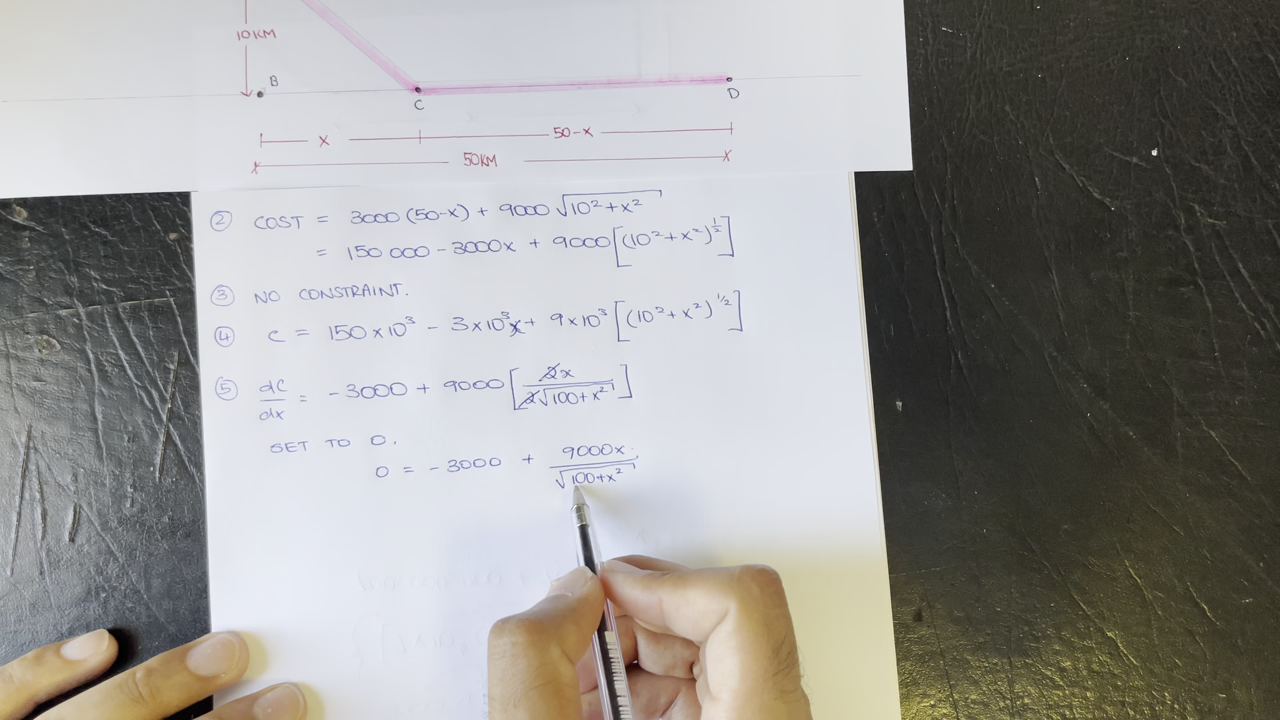 10KM
B
C
D
x
50-x
50KM
② COST = 3000 (50-x) + 9000 √(10² + x²)
= 150 000 - 3000x + 9000[(10² + x²)^½]
③ NO CONSTRAINT.
④ C = 150 × 10³ - 3 × 10³x + 9 × 10³ [(10² + x²)^1/2]
⑤ dC/dx = -3000 + 9000 [2x / 2√(100 + x²)]
SET TO 0.
0 = -3000 + 9000x / √(100 + x²)